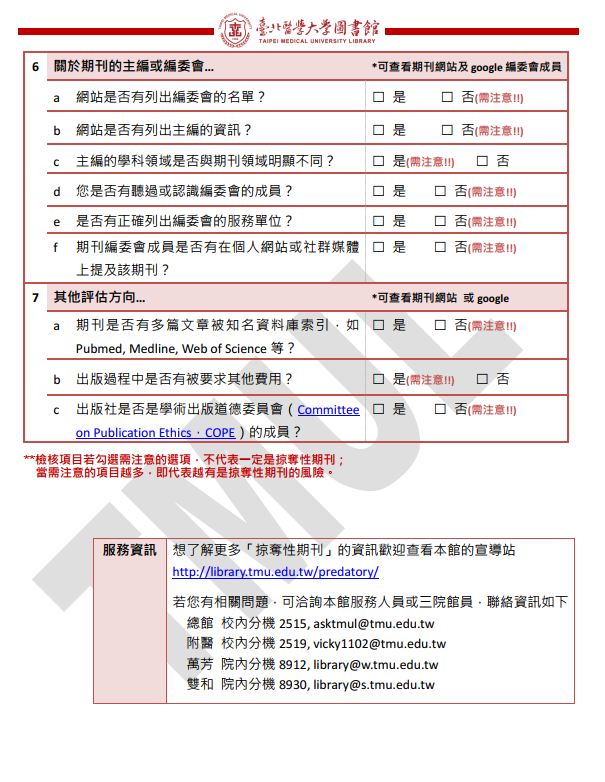 臺北醫學大學圖書館
TAIPEI MEDICAL UNIVERSITY LIBRARY
6 關於期刊的主編或編委會… *可查看期刊網站及 google 編委會成員
a 網站是否有列出編委會的名單？ ☐ 是 ☐ 否(需注意!!)
b 網站是否有列出主編的資訊？ ☐ 是 ☐ 否(需注意!!)
c 主編的學科領域是否與期刊領域明顯不同？ ☐ 是(需注意!!) ☐ 否
d 您是否有聽過或認識編委會的成員？ ☐ 是 ☐ 否(需注意!!)
e 是否有正確列出編委會的服務單位？ ☐ 是 ☐ 否(需注意!!)
f 期刊編委會成員是否有在個人網站或社群媒體 ☐ 是 ☐ 否(需注意!!)
上提及該期刊？
7 其他評估方向… *可查看期刊網站 或 google
a 期刊是否有多篇文章被知名資料庫索引，如 ☐ 是 ☐ 否(需注意!!)
Pubmed, Medline, Web of Science 等？
b 出版過程中是否有被要求其他費用？ ☐ 是(需注意!!) ☐ 否
c 出版社是否是學術出版道德委員會（Committee ☐ 是 ☐ 否(需注意!!)
on Publication Ethics，COPE）的成員？
**檢核項目若勾選需注意的選項，不代表一定是掠奪性期刊；
當需注意的項目越多，即代表越有是掠奪性期刊的風險。
TMUL
服務資訊 想了解更多「掠奪性期刊」的資訊歡迎查看本館的宣導站
http://library.tmu.edu.tw/predatory/
若您有相關問題，可洽詢本館服務人員或三院館員，聯絡資訊如下
總館 校內分機 2515, asktmul@tmu.edu.tw
附醫 校內分機 2519, vicky1102@tmu.edu.tw
萬芳 院內分機 8912, library@w.tmu.edu.tw
雙和 院內分機 8930, library@s.tmu.edu.tw